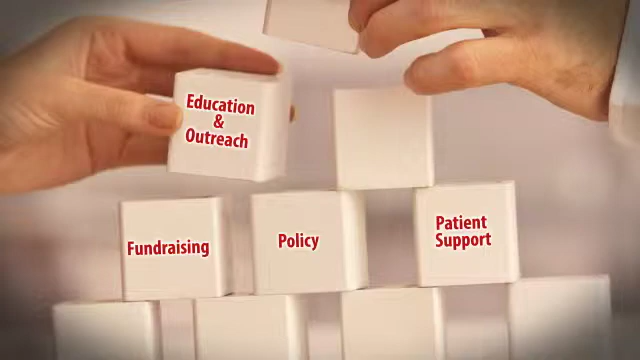 Education
&
Outreach
Fundraising
Policy
Patient
Support